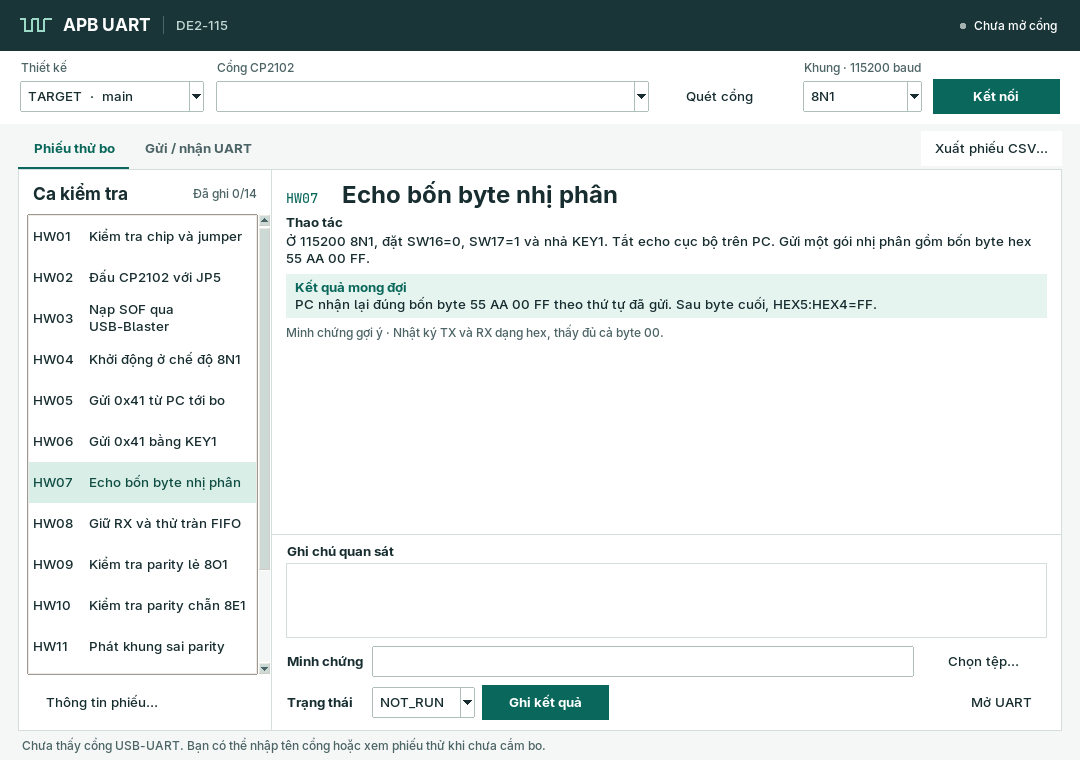 APB UART
DE2-115
Chưa mở cổng
Thiết kế
Cổng CP2102
Khung · 115200 baud
TARGET · main
Quét cổng
8N1
Kết nối
Phiếu thử bo
Gửi / nhận UART
Xuất phiếu CSV...
Ca kiểm tra
Đã ghi 0/14
HW01 Kiểm tra chip và jumper
HW02 Đấu CP2102 với JP5
HW03 Nạp SOF qua
USB-Blaster
HW04 Khởi động ở chế độ 8N1
HW05 Gửi 0x41 từ PC tới bo
HW06 Gửi 0x41 bằng KEY1
HW07 Echo bốn byte nhị phân
HW08 Giữ RX và thử tràn FIFO
HW09 Kiểm tra parity lẻ 8O1
HW10 Kiểm tra parity chẵn 8E1
HW11 Phát khung sai parity
Thông tin phiếu...
HW07 Echo bốn byte nhị phân
Thao tác
Ở 115200 8N1, đặt SW16=0, SW17=1 và nhả KEY1. Tắt echo cục bộ trên PC. Gửi một gói nhị phân gồm bốn byte hex
55 AA 00 FF.
Kết quả mong đợi
PC nhận lại đúng bốn byte 55 AA 00 FF theo thứ tự đã gửi. Sau byte cuối, HEX5:HEX4=FF.
Minh chứng gợi ý · Nhật ký TX và RX dạng hex, thấy đủ cả byte 00.
Ghi chú quan sát
Minh chứng
Chọn tệp...
Trạng thái
NOT_RUN
Ghi kết quả
Mở UART
Chưa thấy cổng USB-UART. Bạn có thể nhập tên cổng hoặc xem phiếu thử khi chưa cắm bo.